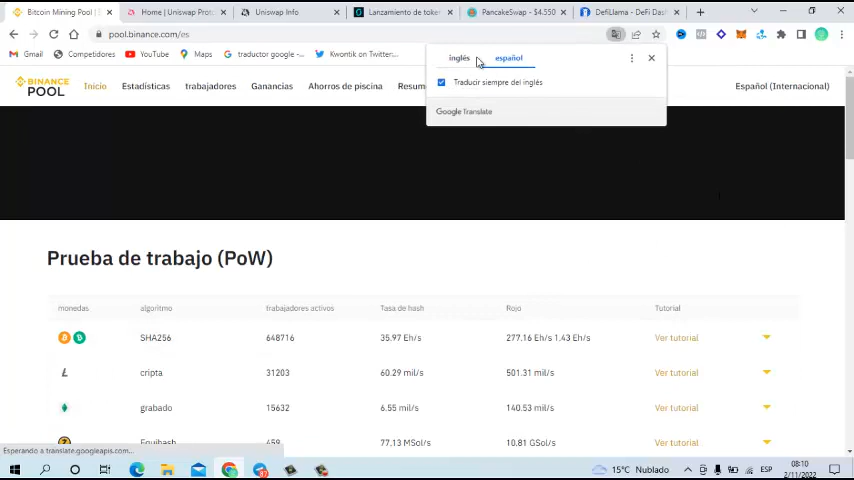 Bitcoin Mining Pool |
Home | Uniswap Pro
Uniswap Info
Lanzamiento de token
PancakeSwap - $4.550
DefiLlama - DeFi Dash
pool.binance.com/es
Gmail
Competidores
YouTube
Maps
traductor google -...
Kwontik on Twitter:...
inglés
español
Traducir siempre del inglés
Google Translate
BINANCE
POOL
Inicio
Estadísticas
trabajadores
Ganancias
Ahorros de piscina
Resum
Español (Internacional)
Prueba de trabajo (PoW)
monedas algoritmo trabajadores activos Tasa de hash Rojo Tutorial
SHA256 648716 35.97 Eh/s 277.16 Eh/s 1.43 Eh/s Ver tutorial
cripta 31203 60.29 mil/s 501.31 mil/s Ver tutorial
grabado 15632 6.55 mil/s 140.53 mil/s Ver tutorial
Equihash 459 77.13 MSol/s 10.81 GSol/s Ver tutorial
Esperando a translate.googleapis.com...
15°C Nublado
ESP
08:10
2/11/2022